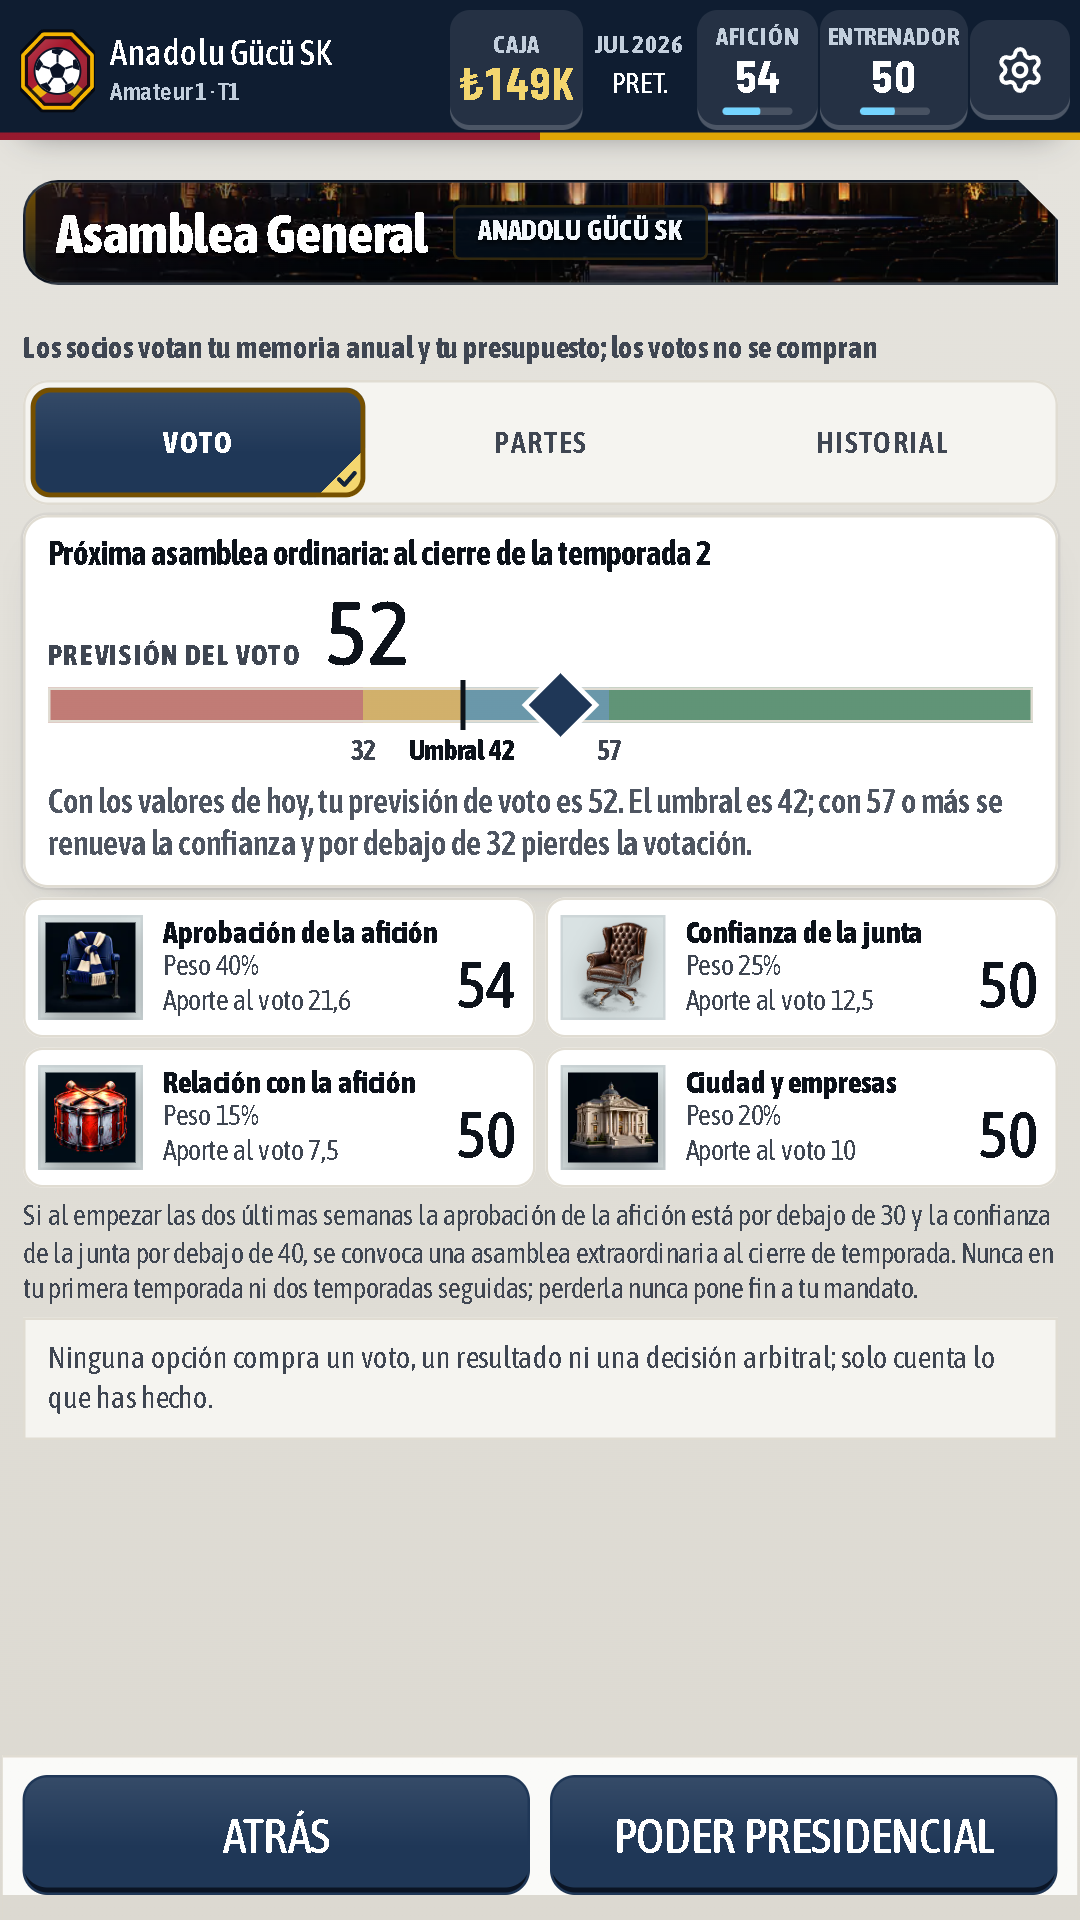 Anadolu Gücü SK
Amateur 1 · T1
CAJA
₺149K
JUL 2026
PRET.
AFICIÓN
54
ENTRENADOR
50
Asamblea General
ANADOLU GÜCÜ SK
Los socios votan tu memoria anual y tu presupuesto; los votos no se compran
VOTO
PARTES
HISTORIAL
Próxima asamblea ordinaria: al cierre de la temporada 2
PREVISIÓN DEL VOTO 52
32
Umbral 42
57
Con los valores de hoy, tu previsión de voto es 52. El umbral es 42; con 57 o más se
renueva la confianza y por debajo de 32 pierdes la votación.
Aprobación de la afición
Peso 40%
Aporte al voto 21,6
54
Confianza de la junta
Peso 25%
Aporte al voto 12,5
50
Relación con la afición
Peso 15%
Aporte al voto 7,5
50
Ciudad y empresas
Peso 20%
Aporte al voto 10
50
Si al empezar las dos últimas semanas la aprobación de la afición está por debajo de 30 y la confianza
de la junta por debajo de 40, se convoca una asamblea extraordinaria al cierre de temporada. Nunca en
tu primera temporada ni dos temporadas seguidas; perderla nunca pone fin a tu mandato.
Ninguna opción compra un voto, un resultado ni una decisión arbitral; solo cuenta lo
que has hecho.
ATRÁS
PODER PRESIDENCIAL